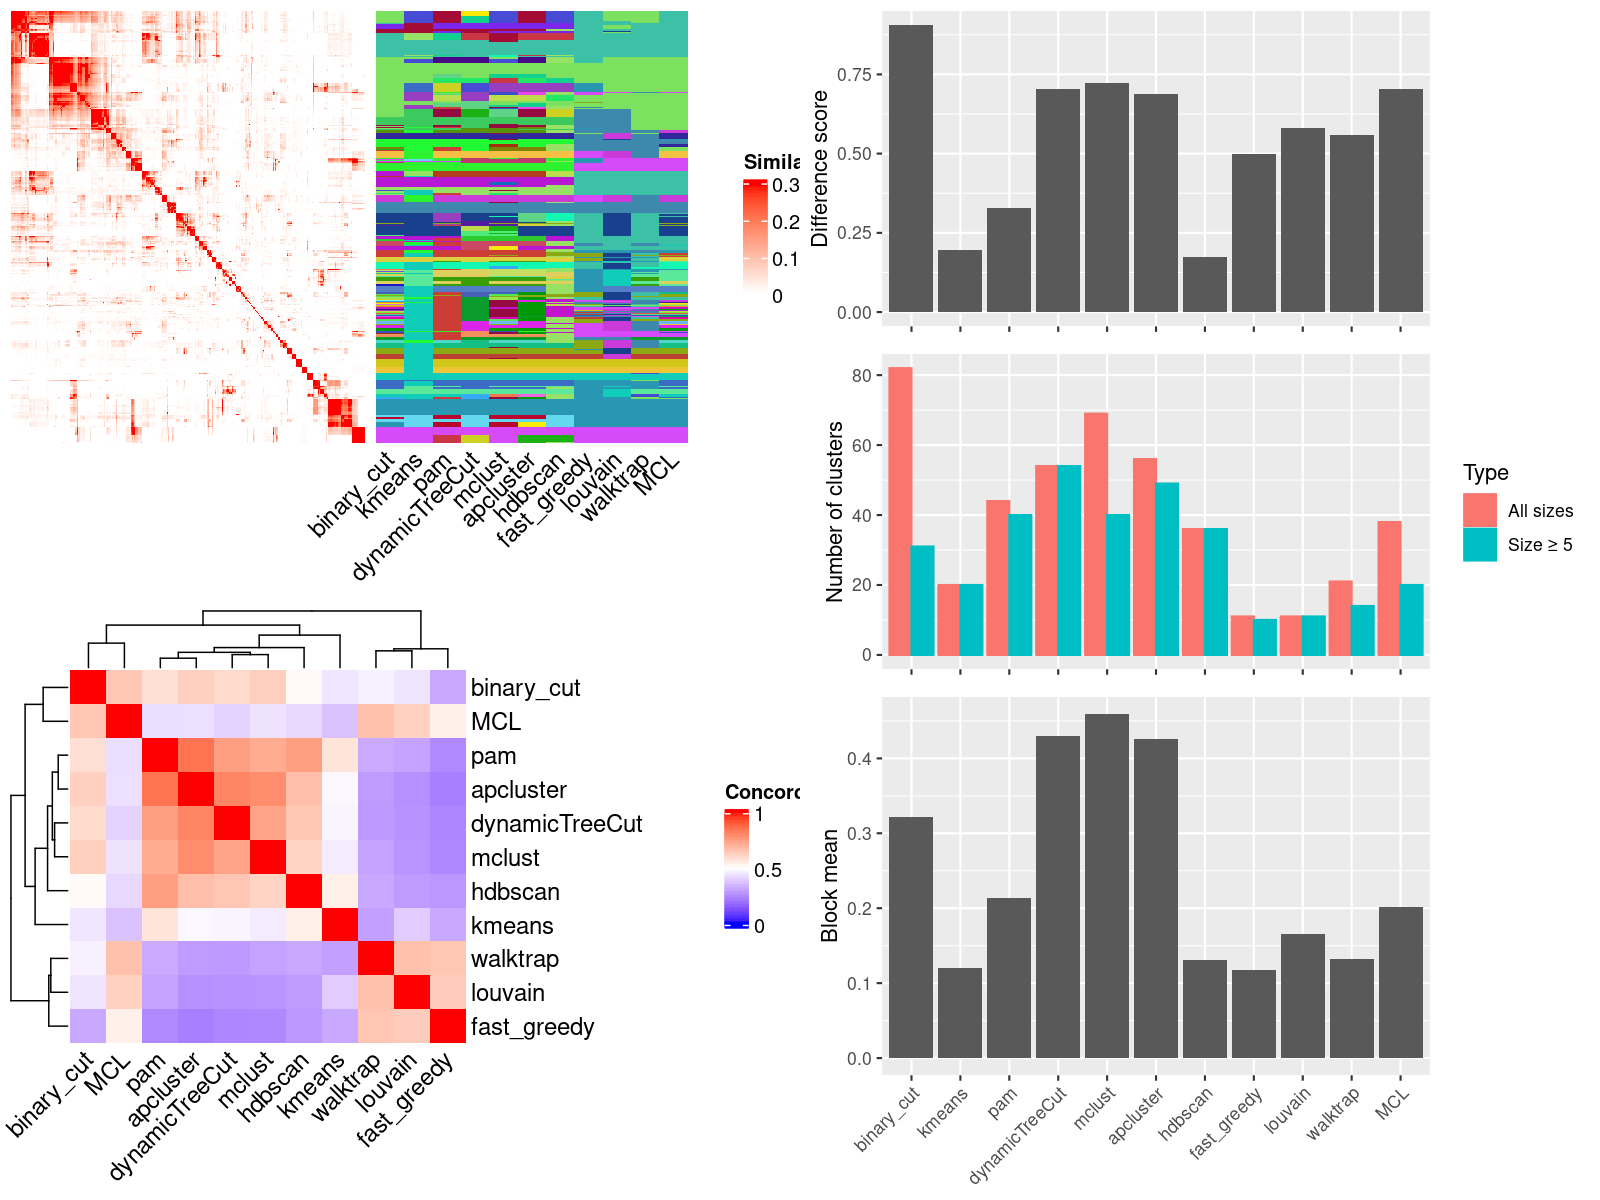 Simila
0.3
0.2
0.1
0
binary_cut
kmeans
pam
dynamicTreeCut
mclust
apcluster
hdbscan
fast_greedy
louvain
walktrap
MCL
binary_cut
MCL
pam
apcluster
dynamicTreeCut
mclust
hdbscan
kmeans
walktrap
louvain
fast_greedy
binary_cut
MCL
pam
apcluster
dynamicTreeCut
mclust
hdbscan
kmeans
walktrap
louvain
fast_greedy
Concord
1
0.5
0
Difference score
0.75
0.50
0.25
0.00
Number of clusters
80
60
40
20
0
Type
All sizes
Size ≥ 5
Block mean
0.4
0.3
0.2
0.1
0.0
binary_cut
kmeans
pam
dynamicTreeCut
mclust
apcluster
hdbscan
fast_greedy
louvain
walktrap
MCL